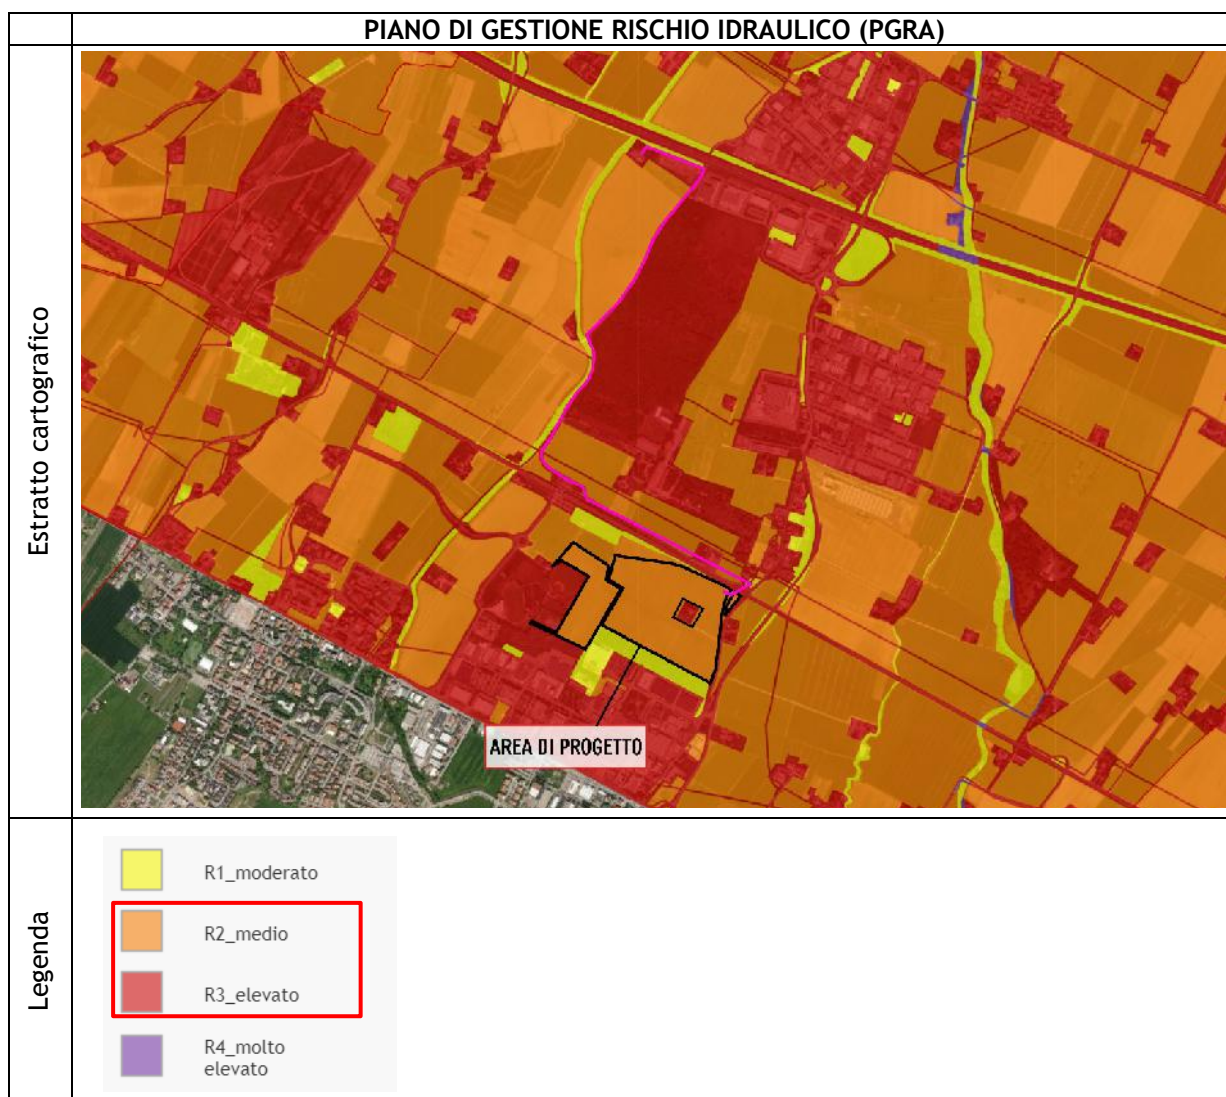 PIANO DI GESTIONE RISCHIO IDRAULICO (PGRA)
Estratto cartografico
AREA DI PROGETTO
Legenda
R1_moderato
R2_medio
R3_elevato
R4_molto
elevato